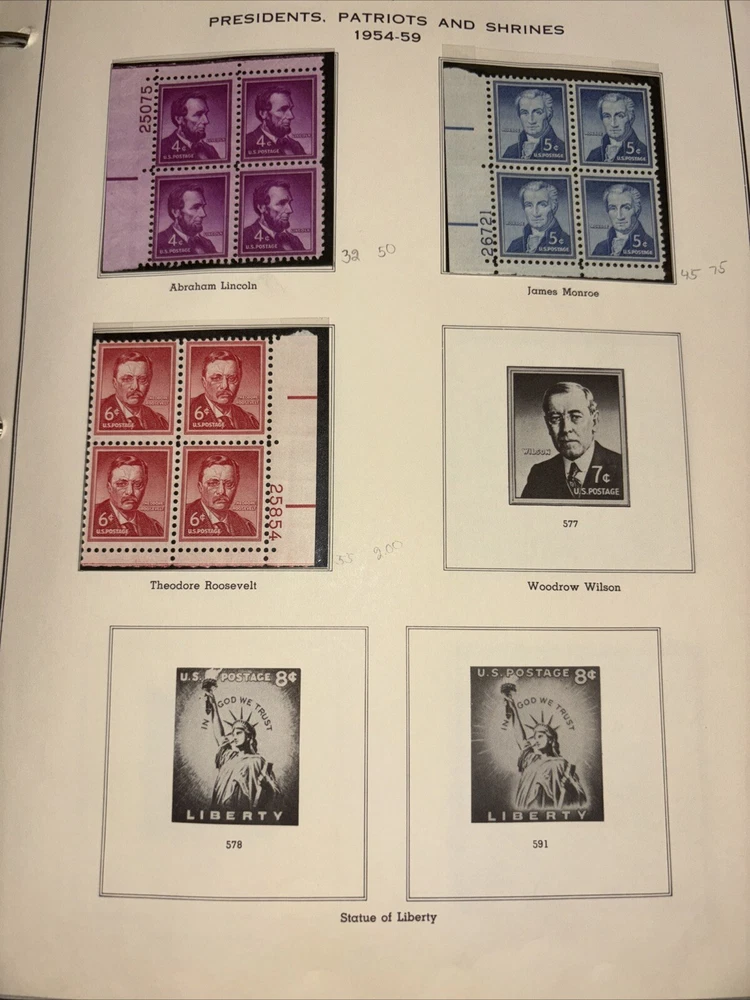 PRESIDENTS, PATRIOTS AND SHRINES
1954-59
25075
4¢ 4¢
U.S.POSTAGE U.S.POSTAGE
4¢ 4¢
U.S.POSTAGE U.S.POSTAGE
32 50
Abraham Lincoln
5¢ 5¢
U.S.POSTAGE U.S.POSTAGE
26721
5¢ 5¢
U.S.POSTAGE U.S.POSTAGE
45 75
James Monroe
6¢ 6¢
U.S.POSTAGE U.S.POSTAGE
6¢ 6¢
U.S.POSTAGE U.S.POSTAGE
25854
35 2.00
Theodore Roosevelt
WILSON
7¢
U.S.POSTAGE
577
Woodrow Wilson
U.S. POSTAGE 8¢
IN GOD WE TRUST
LIBERTY
578
U.S. POSTAGE 8¢
IN GOD WE TRUST
LIBERTY
591
Statue of Liberty